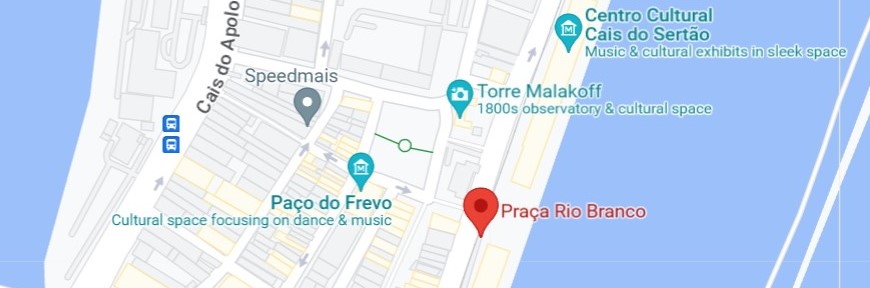 Centro Cultural
Cais do Sertão
Music & cultural exhibits in sleek space
Cais do Apolo
Speedmais
Torre Malakoff
1800s observatory & cultural space
Paço do Frevo
Cultural space focusing on dance & music
Praça Rio Branco